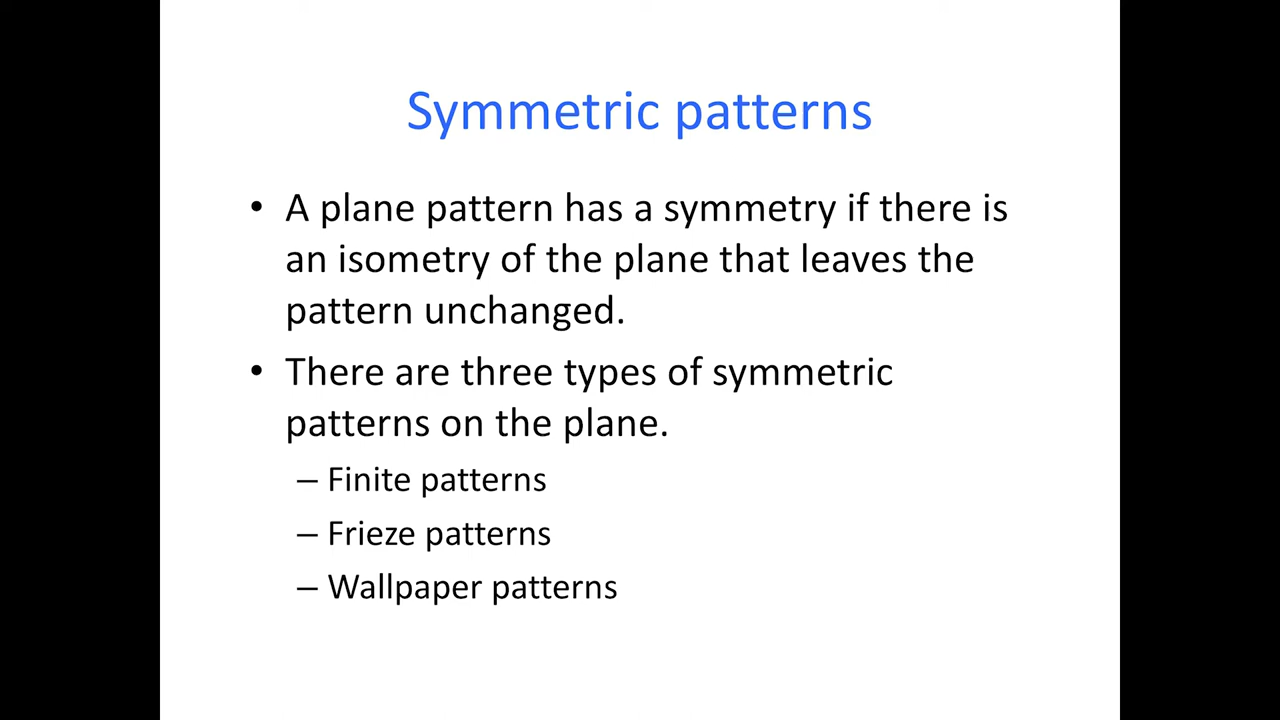 Symmetric patterns
• A plane pattern has a symmetry if there is
an isometry of the plane that leaves the
pattern unchanged.
• There are three types of symmetric
patterns on the plane.
– Finite patterns
– Frieze patterns
– Wallpaper patterns